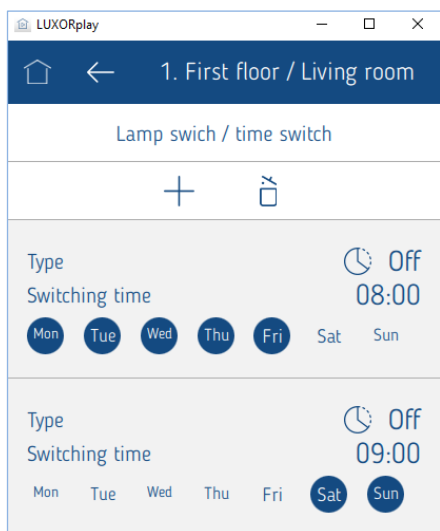 LUXORplay
1. First floor / Living room
Lamp swich / time switch
Type Off
Switching time 08:00
Mon Tue Wed Thu Fri Sat Sun
Type Off
Switching time 09:00
Mon Tue Wed Thu Fri Sat Sun